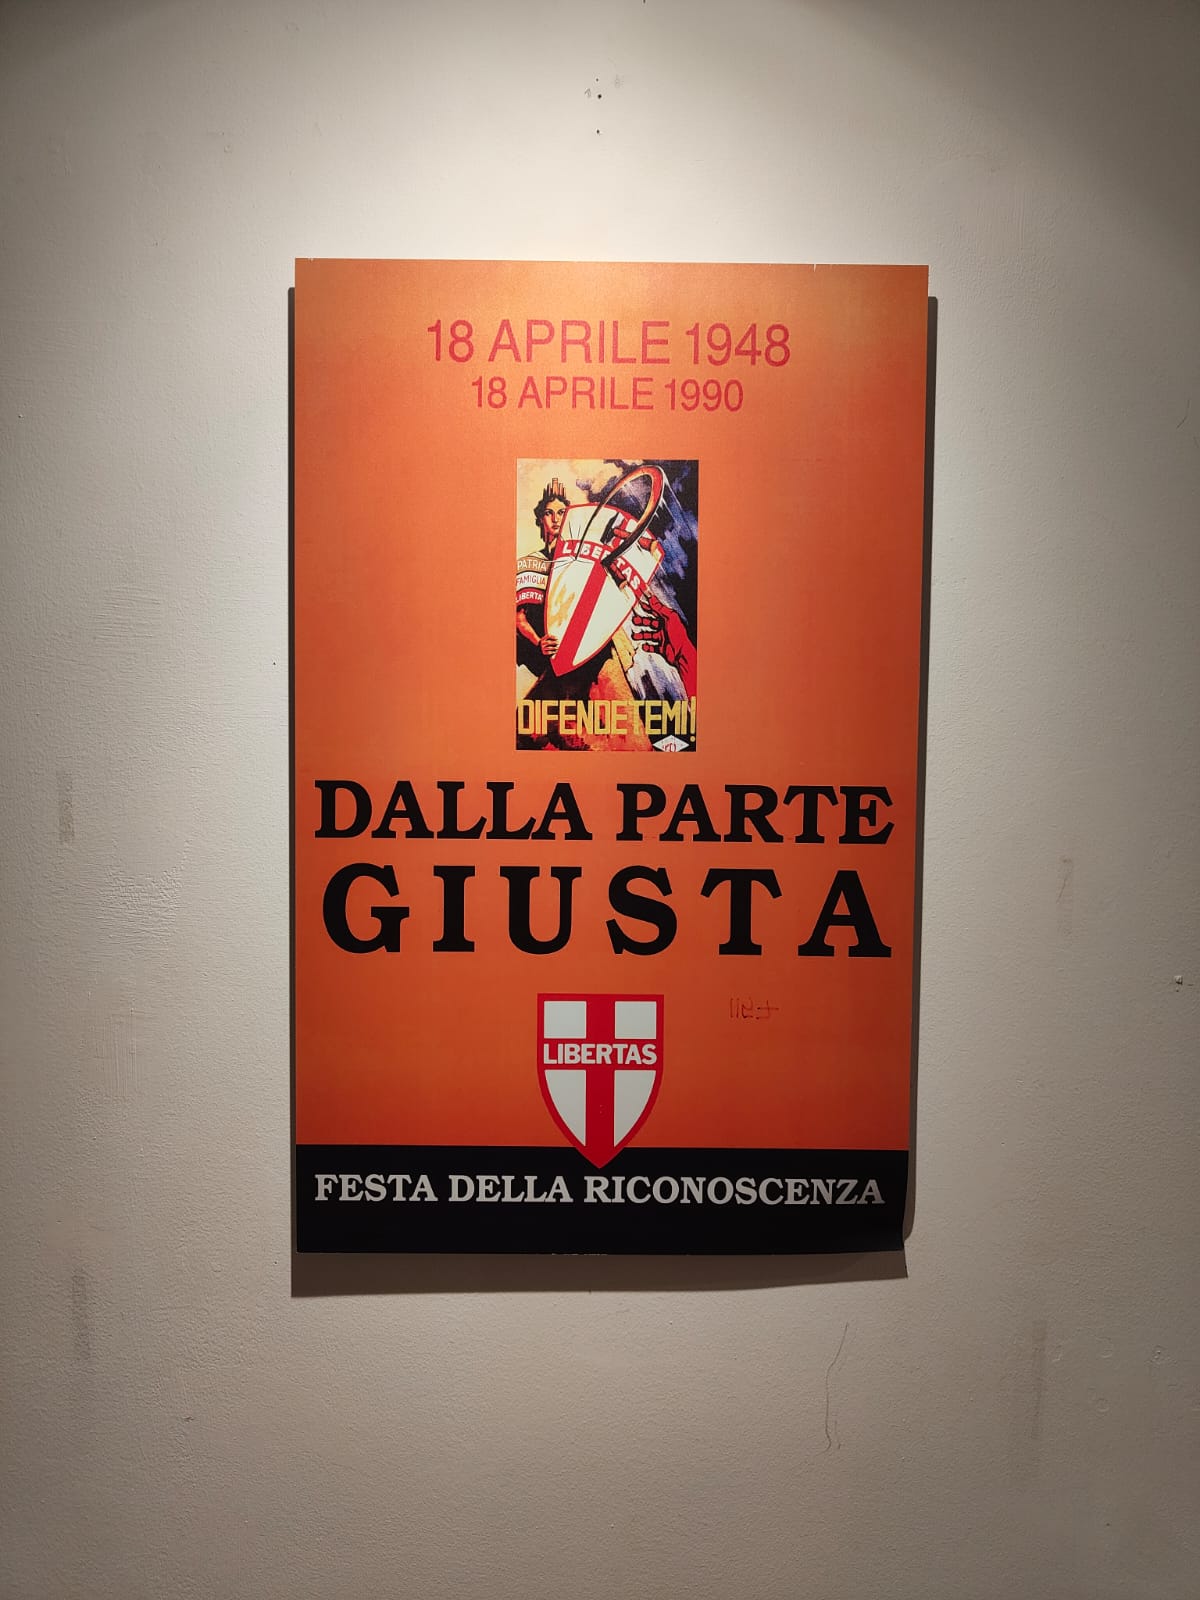 18 APRILE 1948
18 APRILE 1990
LIBERTAS
PATRIA
FAMIGLIA
LIBERTA'
DIFENDETEMI!
DALLA PARTE
GIUSTA
LIBERTAS
FESTA DELLA RICONOSCENZA